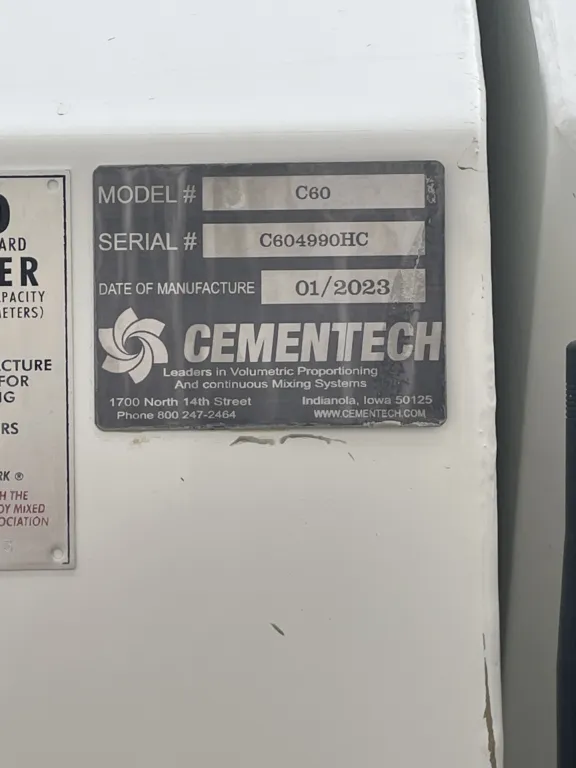 ARD
ER
PACITY
METERS)
CTURE
FOR
NG
RS
RK ®
H THE
DY MIXED
OCIATION
MODEL # C60
SERIAL # C604990HC
DATE OF MANUFACTURE 01/2023
CEMENTECH
Leaders in Volumetric Proportioning
And continuous Mixing Systems
1700 North 14th Street Indianola, Iowa 50125
Phone 800 247-2464 WWW.CEMENTECH.COM